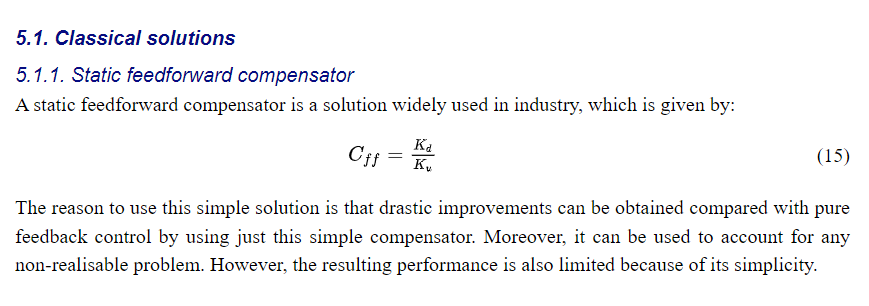 5.1. Classical solutions
5.1.1. Static feedforward compensator
A static feedforward compensator is a solution widely used in industry, which is given by:
C_{ff} = \frac{K_d}{K_u} (15)
The reason to use this simple solution is that drastic improvements can be obtained compared with pure
feedback control by using just this simple compensator. Moreover, it can be used to account for any
non-realisable problem. However, the resulting performance is also limited because of its simplicity.